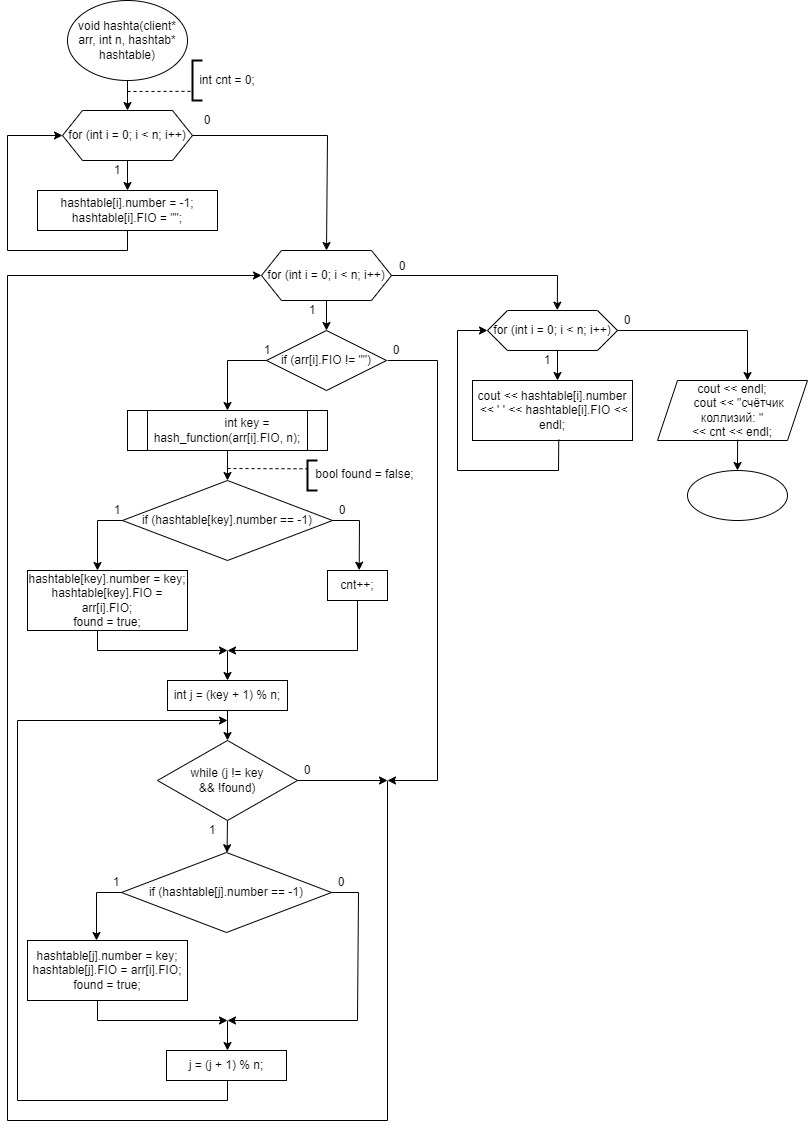 void hashta(client*
arr, int n, hashtab*
hashtable)
int cnt = 0;
for (int i = 0; i < n; i++)
0
1
hashtable[i].number = -1;
hashtable[i].FIO = "";
for (int i = 0; i < n; i++)
0
1
if (arr[i].FIO != "")
1
0
int key =
hash_function(arr[i].FIO, n);
bool found = false;
if (hashtable[key].number == -1)
1
0
hashtable[key].number = key;
hashtable[key].FIO =
arr[i].FIO;
found = true;
cnt++;
int j = (key + 1) % n;
while (j != key
&& !found)
0
1
if (hashtable[j].number == -1)
1
0
hashtable[j].number = key;
hashtable[j].FIO = arr[i].FIO;
found = true;
j = (j + 1) % n;
for (int i = 0; i < n; i++)
0
1
cout << hashtable[i].number
<< ' ' << hashtable[i].FIO <<
endl;
cout << endl;
cout << "счётчик
коллизий: "
<< cnt << endl;